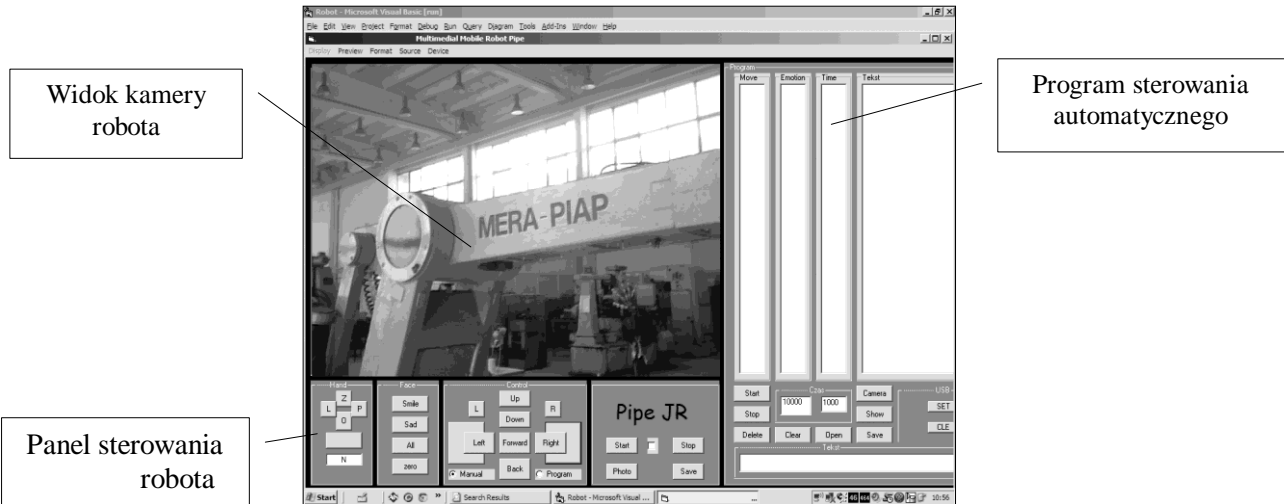 Robot - Microsoft Visual Basic [run]
File Edit View Project Format Debug Run Query Diagram Tools Add-Ins Window Help
Multimedial Mobile Robot Pipe
Display Preview Format Source Device
Widok kamery
robota
MERA-PIAP
Program
Move Emotion Time Tekst
Program sterowania
automatycznego
Panel sterowania
robota
Hand
Z
L P
O
N
Face
Smile
Sad
All
zero
Control
Up
L R
Down
Left Forward Right
Back
Manual Program
Pipe JR
Start Stop
Photo Save
Start Czas Camera USB
10000 1000 SET
Stop Show
CLE
Delete Clear Open Save
Tekst
Start Search Results Robot - Microsoft Visual ... ... 10:56